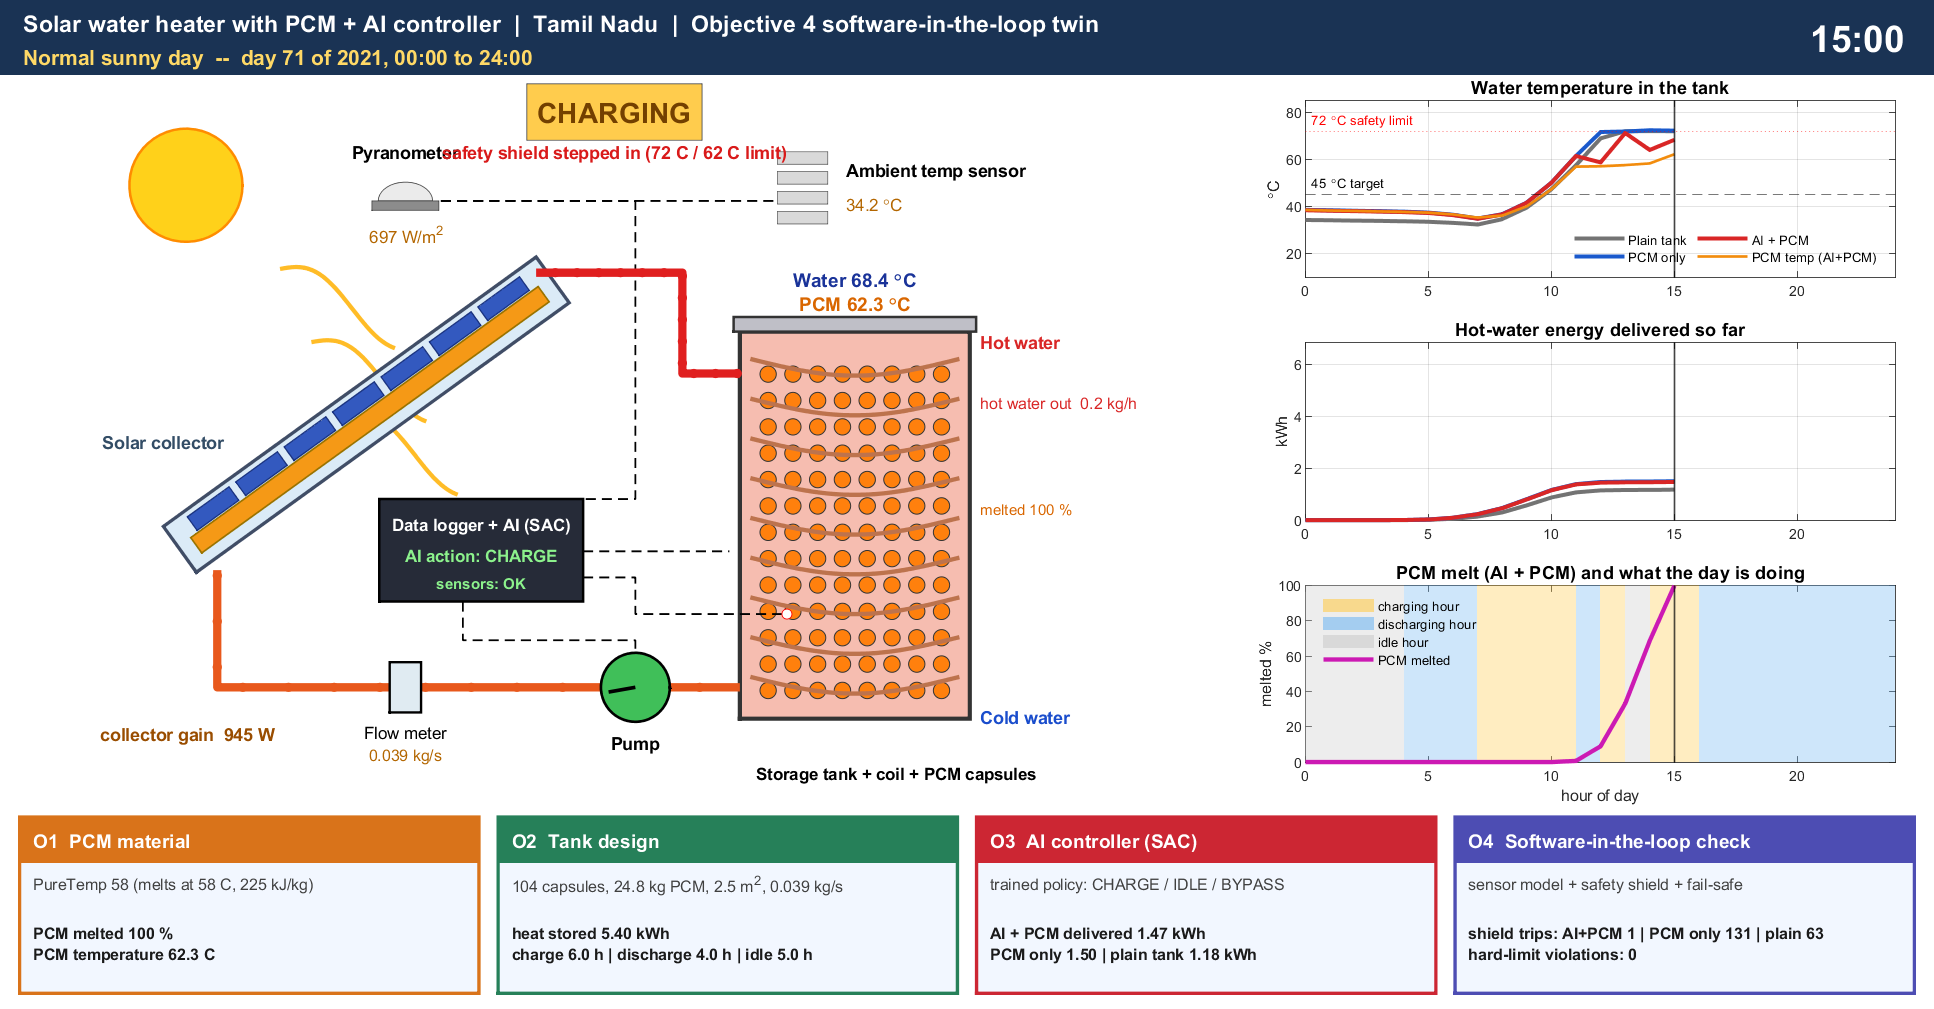 Solar water heater with PCM + AI controller | Tamil Nadu | Objective 4 software-in-the-loop twin
Normal sunny day -- day 71 of 2021, 00:00 to 24:00
15:00
CHARGING
Pyranometer
safety shield stepped in (72 C / 62 C limit)
697 W/m2
Ambient temp sensor
34.2 °C
Water 68.4 °C
PCM 62.3 °C
Hot water
hot water out 0.2 kg/h
melted 100 %
Cold water
Solar collector
Data logger + AI (SAC)
AI action: CHARGE
sensors: OK
collector gain 945 W
Flow meter
0.039 kg/s
Pump
Storage tank + coil + PCM capsules
Water temperature in the tank
80
60
40
20
°C
72 °C safety limit
45 °C target
Plain tank
AI + PCM
PCM only
PCM temp (AI+PCM)
0 5 10 15 20
Hot-water energy delivered so far
6
4
2
0
kWh
0 5 10 15 20
PCM melt (AI + PCM) and what the day is doing
100
80
60
40
20
0
melted %
charging hour
discharging hour
idle hour
PCM melted
0 5 10 15 20
hour of day
O1 PCM material
PureTemp 58 (melts at 58 C, 225 kJ/kg)
PCM melted 100 %
PCM temperature 62.3 C
O2 Tank design
104 capsules, 24.8 kg PCM, 2.5 m2, 0.039 kg/s
heat stored 5.40 kWh
charge 6.0 h | discharge 4.0 h | idle 5.0 h
O3 AI controller (SAC)
trained policy: CHARGE / IDLE / BYPASS
AI + PCM delivered 1.47 kWh
PCM only 1.50 | plain tank 1.18 kWh
O4 Software-in-the-loop check
sensor model + safety shield + fail-safe
shield trips: AI+PCM 1 | PCM only 131 | plain 63
hard-limit violations: 0